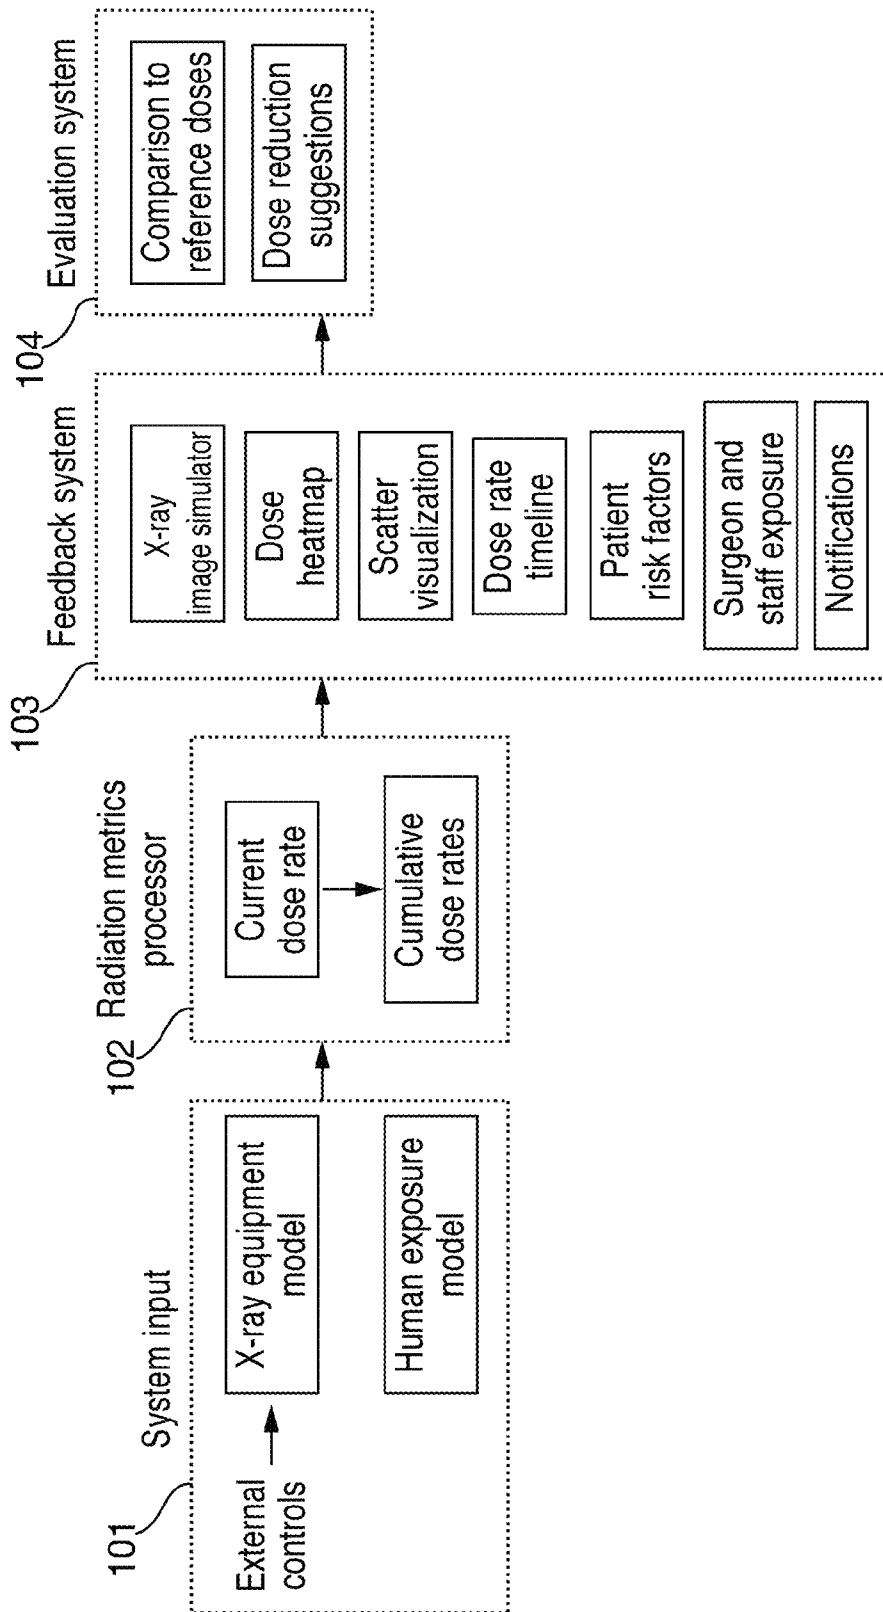 101
System input
External
controls
X-ray equipment
model
Human exposure
model
102
Radiation metrics
processor
Current
dose rate
Cumulative
dose rates
103
Feedback system
X-ray
image simulator
Dose
heatmap
Scatter
visualization
Dose rate
timeline
Patient
risk factors
Surgeon and
staff exposure
Notifications
104
Evaluation system
Comparison to
reference doses
Dose reduction
suggestions